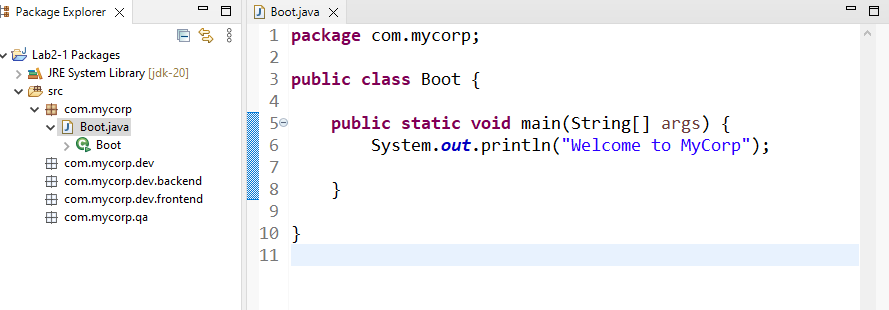 Package Explorer
Lab2-1 Packages
JRE System Library [jdk-20]
src
com.mycorp
Boot.java
Boot
com.mycorp.dev
com.mycorp.dev.backend
com.mycorp.dev.frontend
com.mycorp.qa
Boot.java
1 package com.mycorp;
2
3 public class Boot {
4
5 public static void main(String[] args) {
6 System.out.println("Welcome to MyCorp");
7
8 }
9
10 }
11